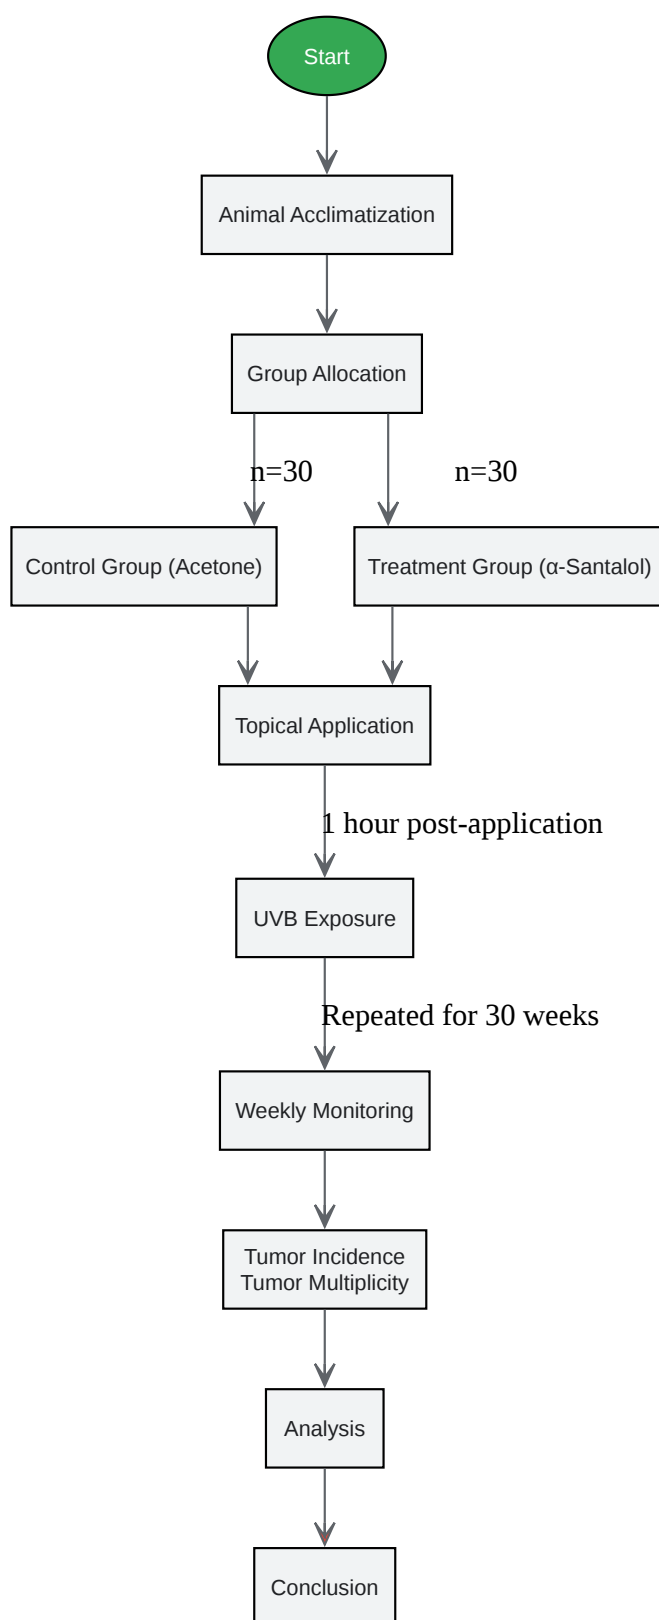 Start
Animal Acclimatization
Group Allocation
n=30
n=30
Control Group (Acetone)
Treatment Group (α-Santalol)
Topical Application
1 hour post-application
UVB Exposure
Repeated for 30 weeks
Weekly Monitoring
Tumor Incidence
Tumor Multiplicity
Analysis
Conclusion